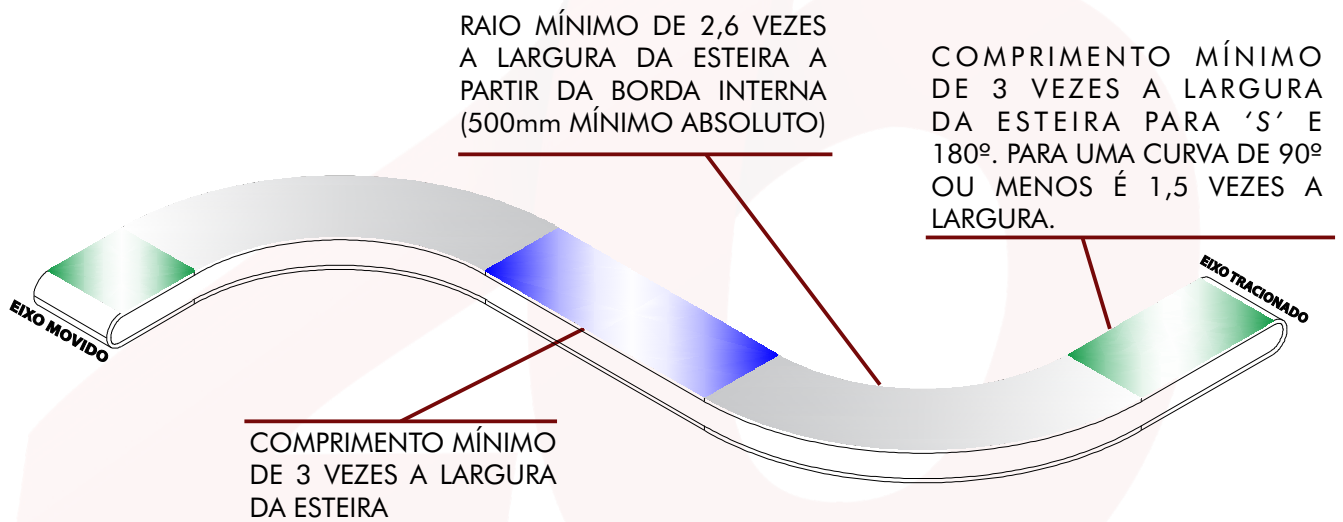 RAIO MÍNIMO DE 2,6 VEZES
A LARGURA DA ESTEIRA A
PARTIR DA BORDA INTERNA
(500mm MÍNIMO ABSOLUTO)
COMPRIMENTO MÍNIMO
DE 3 VEZES A LARGURA
DA ESTEIRA PARA ‘S’ E
180º. PARA UMA CURVA DE 90º
OU MENOS É 1,5 VEZES A
LARGURA.
EIXO TRACIONADO
EIXO MOVIDO
COMPRIMENTO MÍNIMO
DE 3 VEZES A LARGURA
DA ESTEIRA